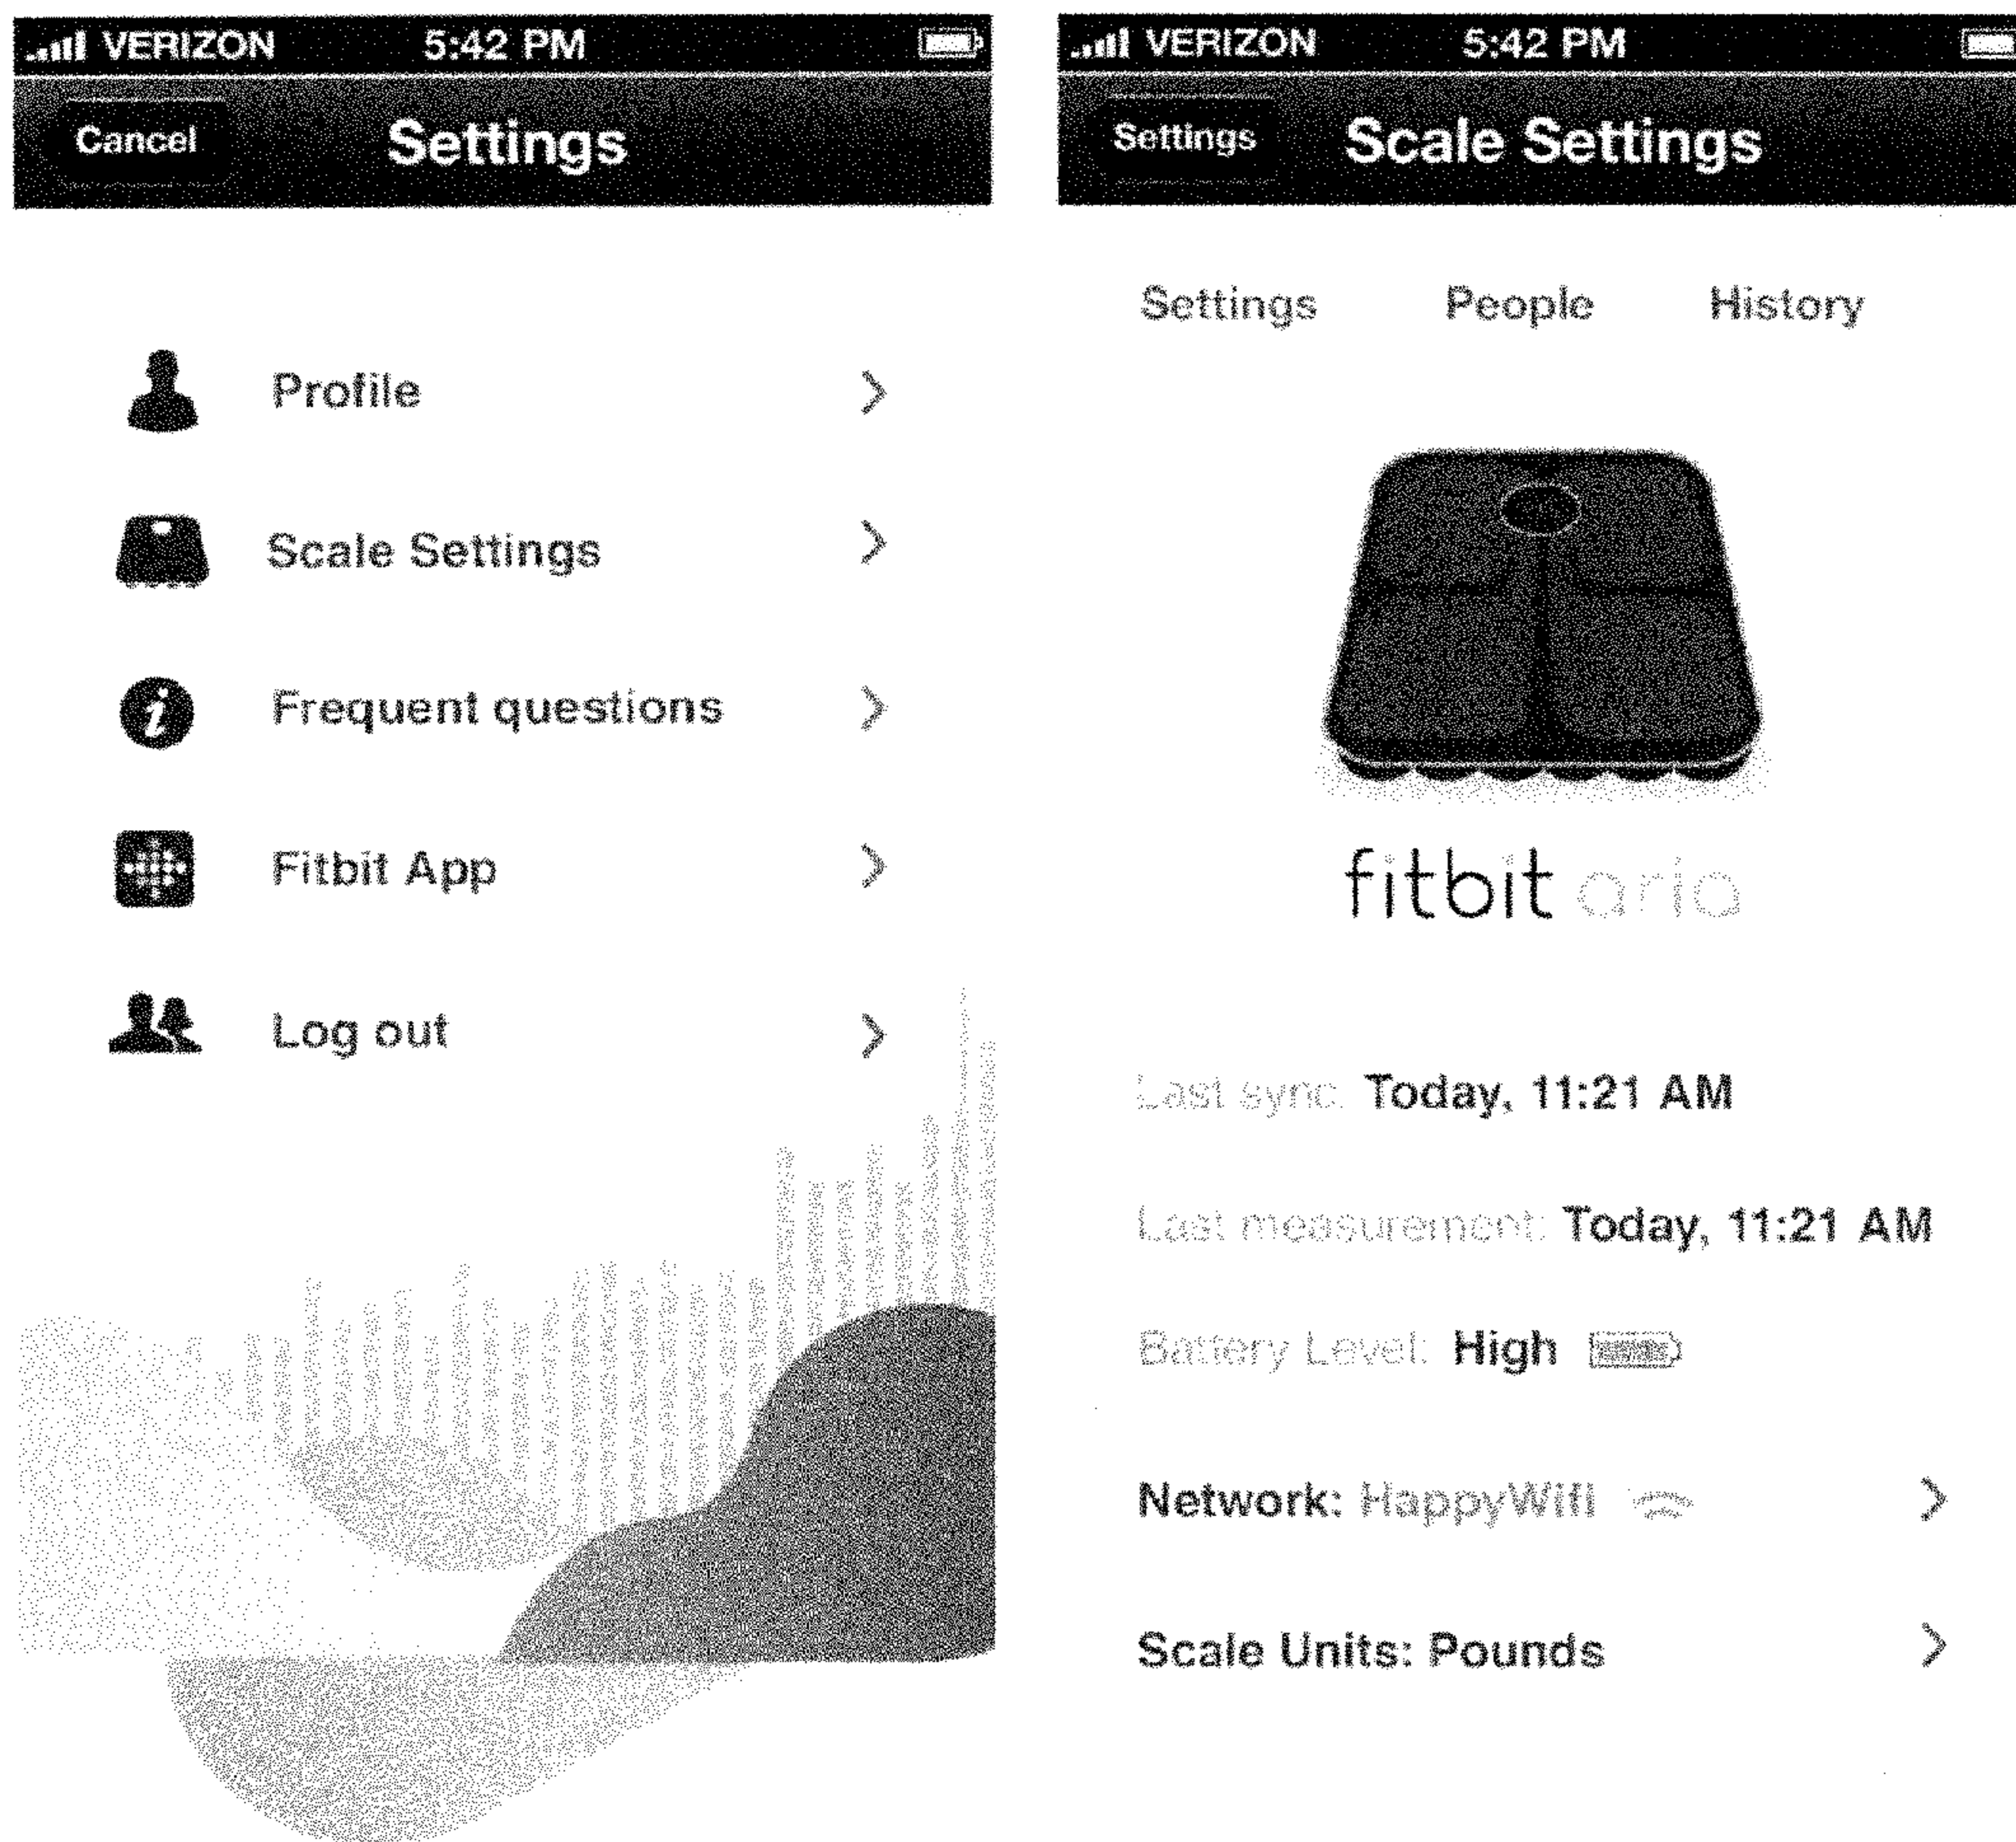 VERIZON 5:42 PM
Cancel Settings
Profile
Scale Settings
Frequent questions
Fitbit App
Log out
VERIZON 5:42 PM
Settings Scale Settings
Settings People History
fitbit aria
Last sync: Today, 11:21 AM
Last measurement: Today, 11:21 AM
Battery Level: High
Network: HappyWifi
Scale Units: Pounds